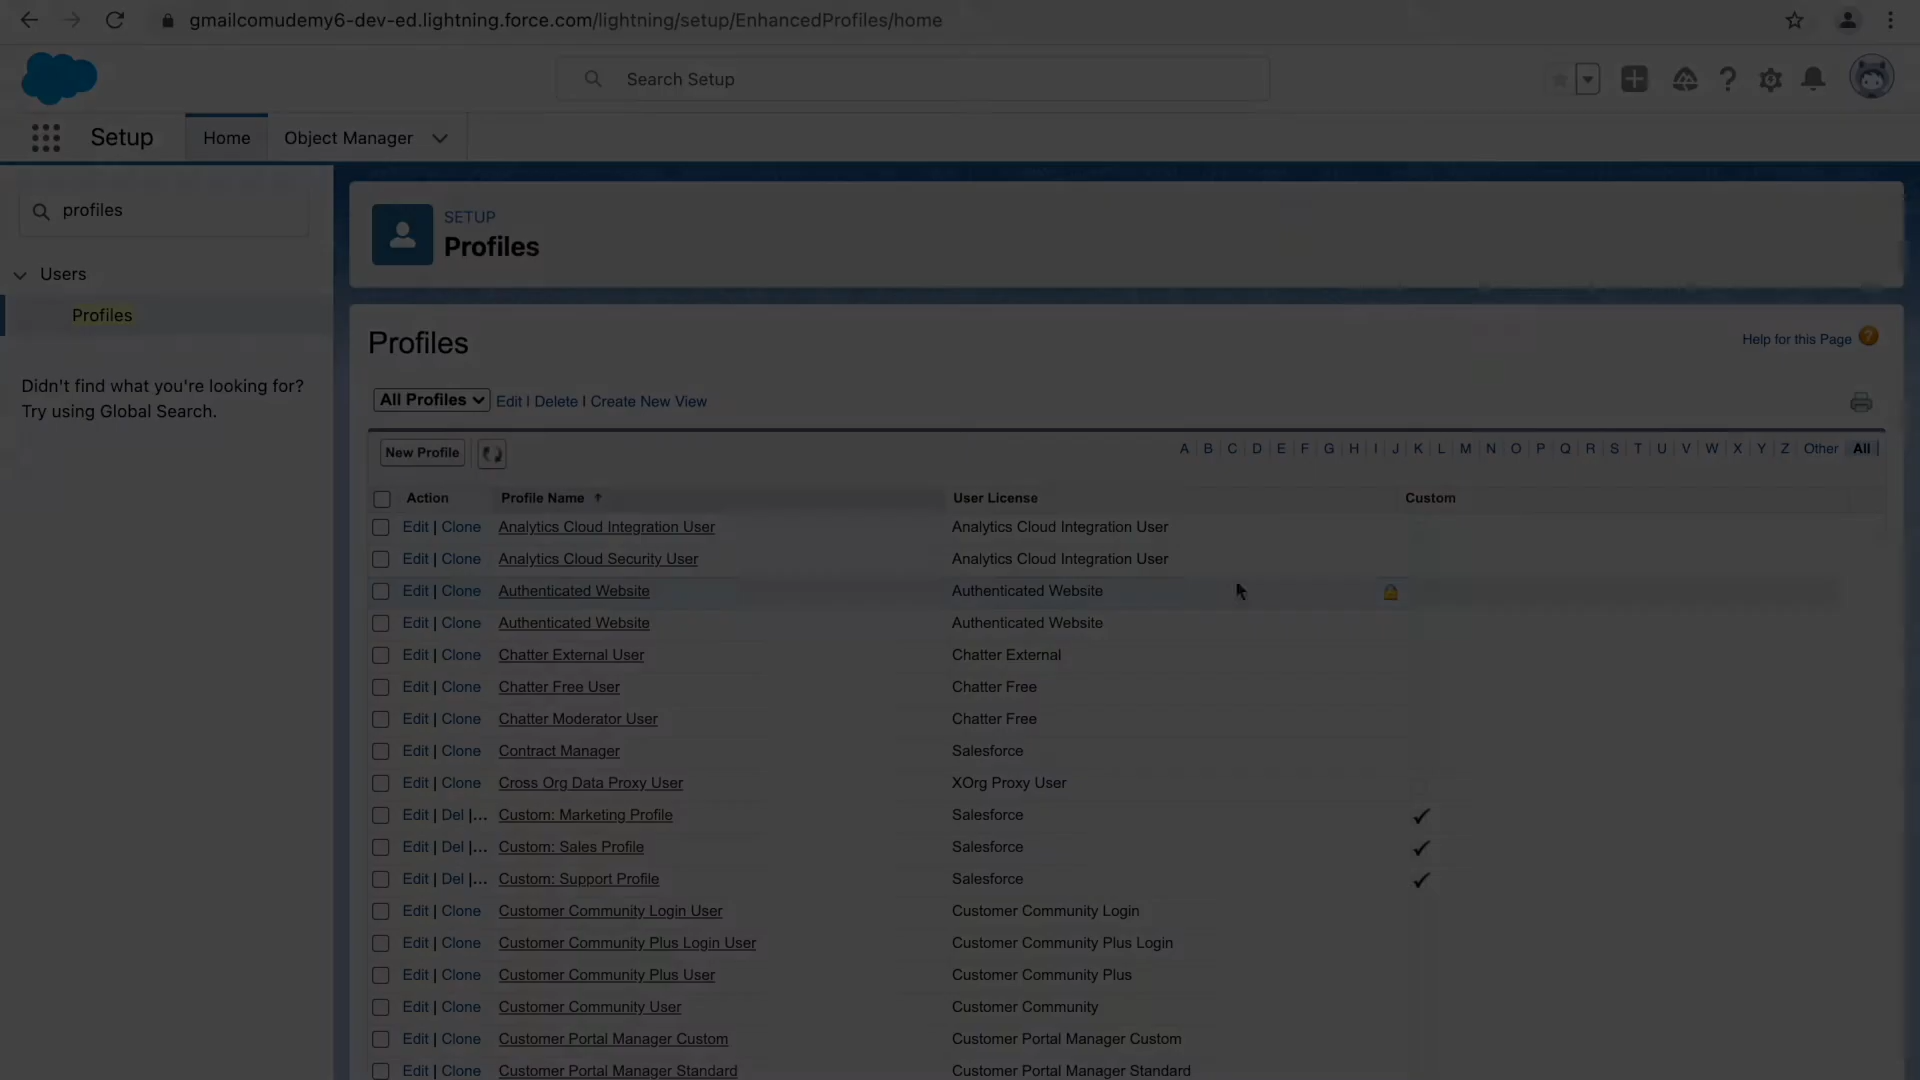 gmailcomudemy6-dev-ed.lightning.force.com/lightning/setup/EnhancedProfiles/home
Search Setup
Setup Home Object Manager
profiles
Users
Profiles
Didn't find what you're looking for?
Try using Global Search.
SETUP
Profiles
Profiles
Help for this Page ?
All Profiles Edit | Delete | Create New View
New Profile A | B | C | D | E | F | G | H | I | J | K | L | M | N | O | P | Q | R | S | T | U | V | W | X | Y | Z | Other | All |
Action Profile Name ↑ User License Custom
Edit | Clone Analytics Cloud Integration User Analytics Cloud Integration User
Edit | Clone Analytics Cloud Security User Analytics Cloud Integration User
Edit | Clone Authenticated Website Authenticated Website
Edit | Clone Authenticated Website Authenticated Website
Edit | Clone Chatter External User Chatter External
Edit | Clone Chatter Free User Chatter Free
Edit | Clone Chatter Moderator User Chatter Free
Edit | Clone Contract Manager Salesforce
Edit | Clone Cross Org Data Proxy User XOrg Proxy User
Edit | Del |... Custom: Marketing Profile Salesforce ✓
Edit | Del |... Custom: Sales Profile Salesforce ✓
Edit | Del |... Custom: Support Profile Salesforce ✓
Edit | Clone Customer Community Login User Customer Community Login
Edit | Clone Customer Community Plus Login User Customer Community Plus Login
Edit | Clone Customer Community Plus User Customer Community Plus
Edit | Clone Customer Community User Customer Community
Edit | Clone Customer Portal Manager Custom Customer Portal Manager Custom
Edit | Clone Customer Portal Manager Standard Customer Portal Manager Standard